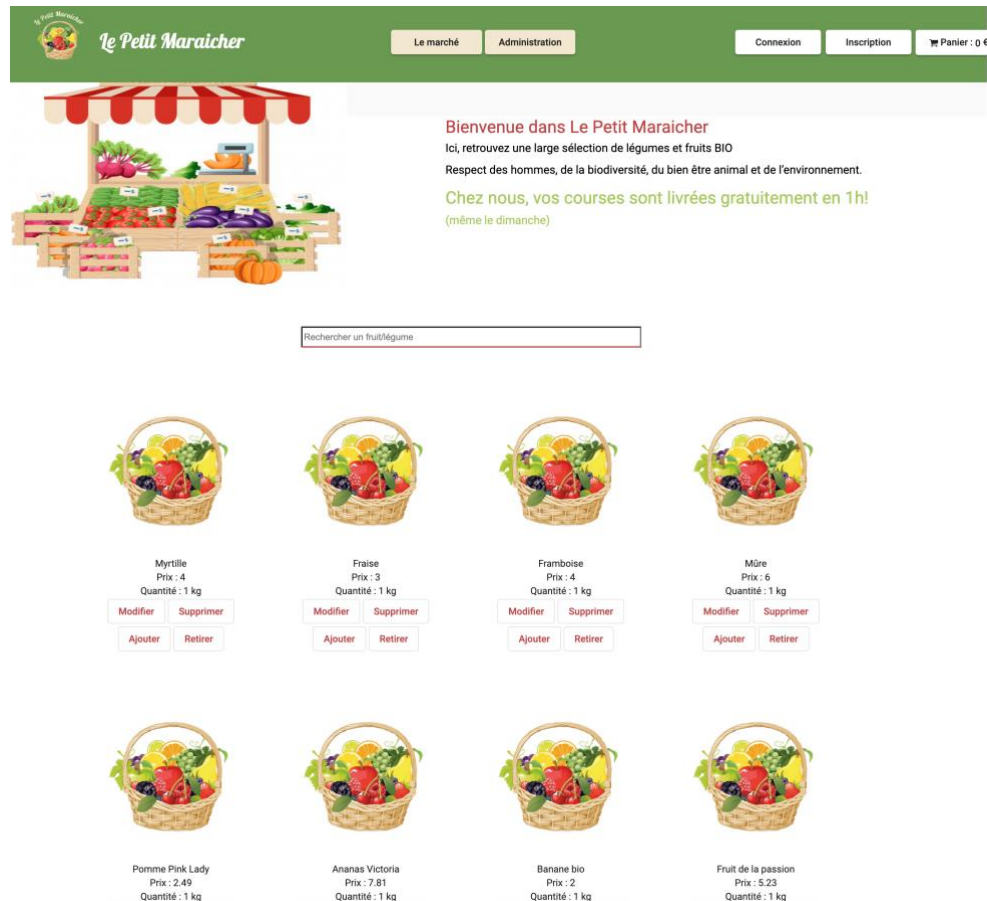 Le Petit Maraicher
Le Petit Maraicher
Le marché
Administration
Connexion
Inscription
Panier : 0 €
Bienvenue dans Le Petit Maraicher
Ici, retrouvez une large sélection de légumes et fruits BIO
Respect des hommes, de la biodiversité, du bien être animal et de l'environnement.
Chez nous, vos courses sont livrées gratuitement en 1h!
(même le dimanche)
Rechercher un fruit/légume
Myrtille
Prix : 4
Quantité : 1 kg
Modifier Supprimer
Ajouter Retirer
Fraise
Prix : 3
Quantité : 1 kg
Modifier Supprimer
Ajouter Retirer
Framboise
Prix : 4
Quantité : 1 kg
Modifier Supprimer
Ajouter Retirer
Mûre
Prix : 6
Quantité : 1 kg
Modifier Supprimer
Ajouter Retirer
Pomme Pink Lady
Prix : 2.49
Quantité : 1 kg
Ananas Victoria
Prix : 7.81
Quantité : 1 kg
Banane bio
Prix : 2
Quantité : 1 kg
Fruit de la passion
Prix : 5.23
Quantité : 1 kg